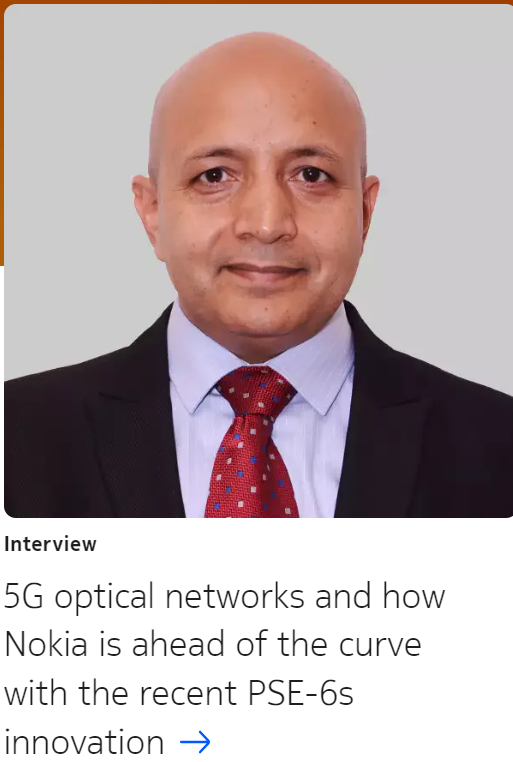 Interview
5G optical networks and how
Nokia is ahead of the curve
with the recent PSE-6s
innovation →